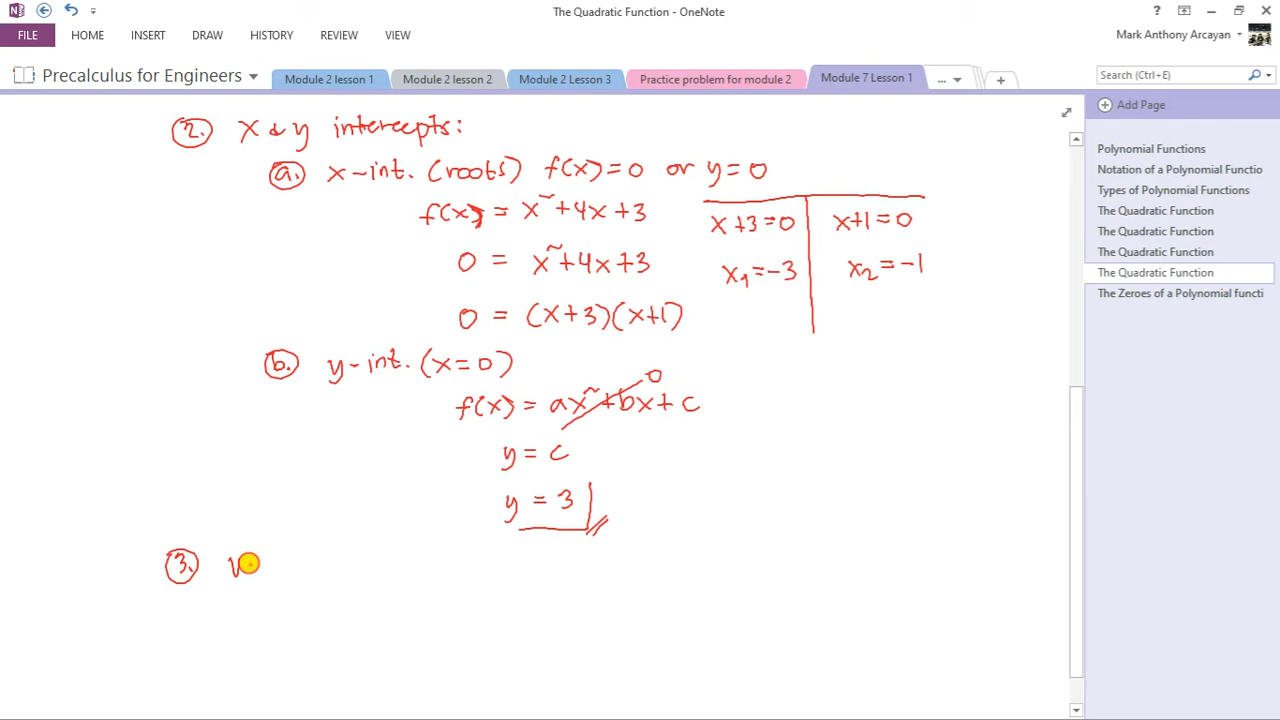 The Quadratic Function - OneNote
?
Mark Anthony Arcayan
FILE HOME INSERT DRAW HISTORY REVIEW VIEW
Precalculus for Engineers
Module 2 lesson 1
Module 2 lesson 2
Module 2 Lesson 3
Practice problem for module 2
Module 7 Lesson 1
...
Search (Ctrl+E)
Add Page
Polynomial Functions
Notation of a Polynomial Functio
Types of Polynomial Functions
The Quadratic Function
The Quadratic Function
The Quadratic Function
The Quadratic Function
The Zeroes of a Polynomial functi
2. x & y intercepts:
a. x-int. (roots) f(x)=0 or y=0
f(x) = x² + 4x + 3
0 = x² + 4x + 3
0 = (x+3)(x+1)
x+3=0 x+1=0
x₁=-3 x₂=-1
b. y-int. (x=0)
f(x) = ax² + bx + c 0
y = c
y = 3
3.